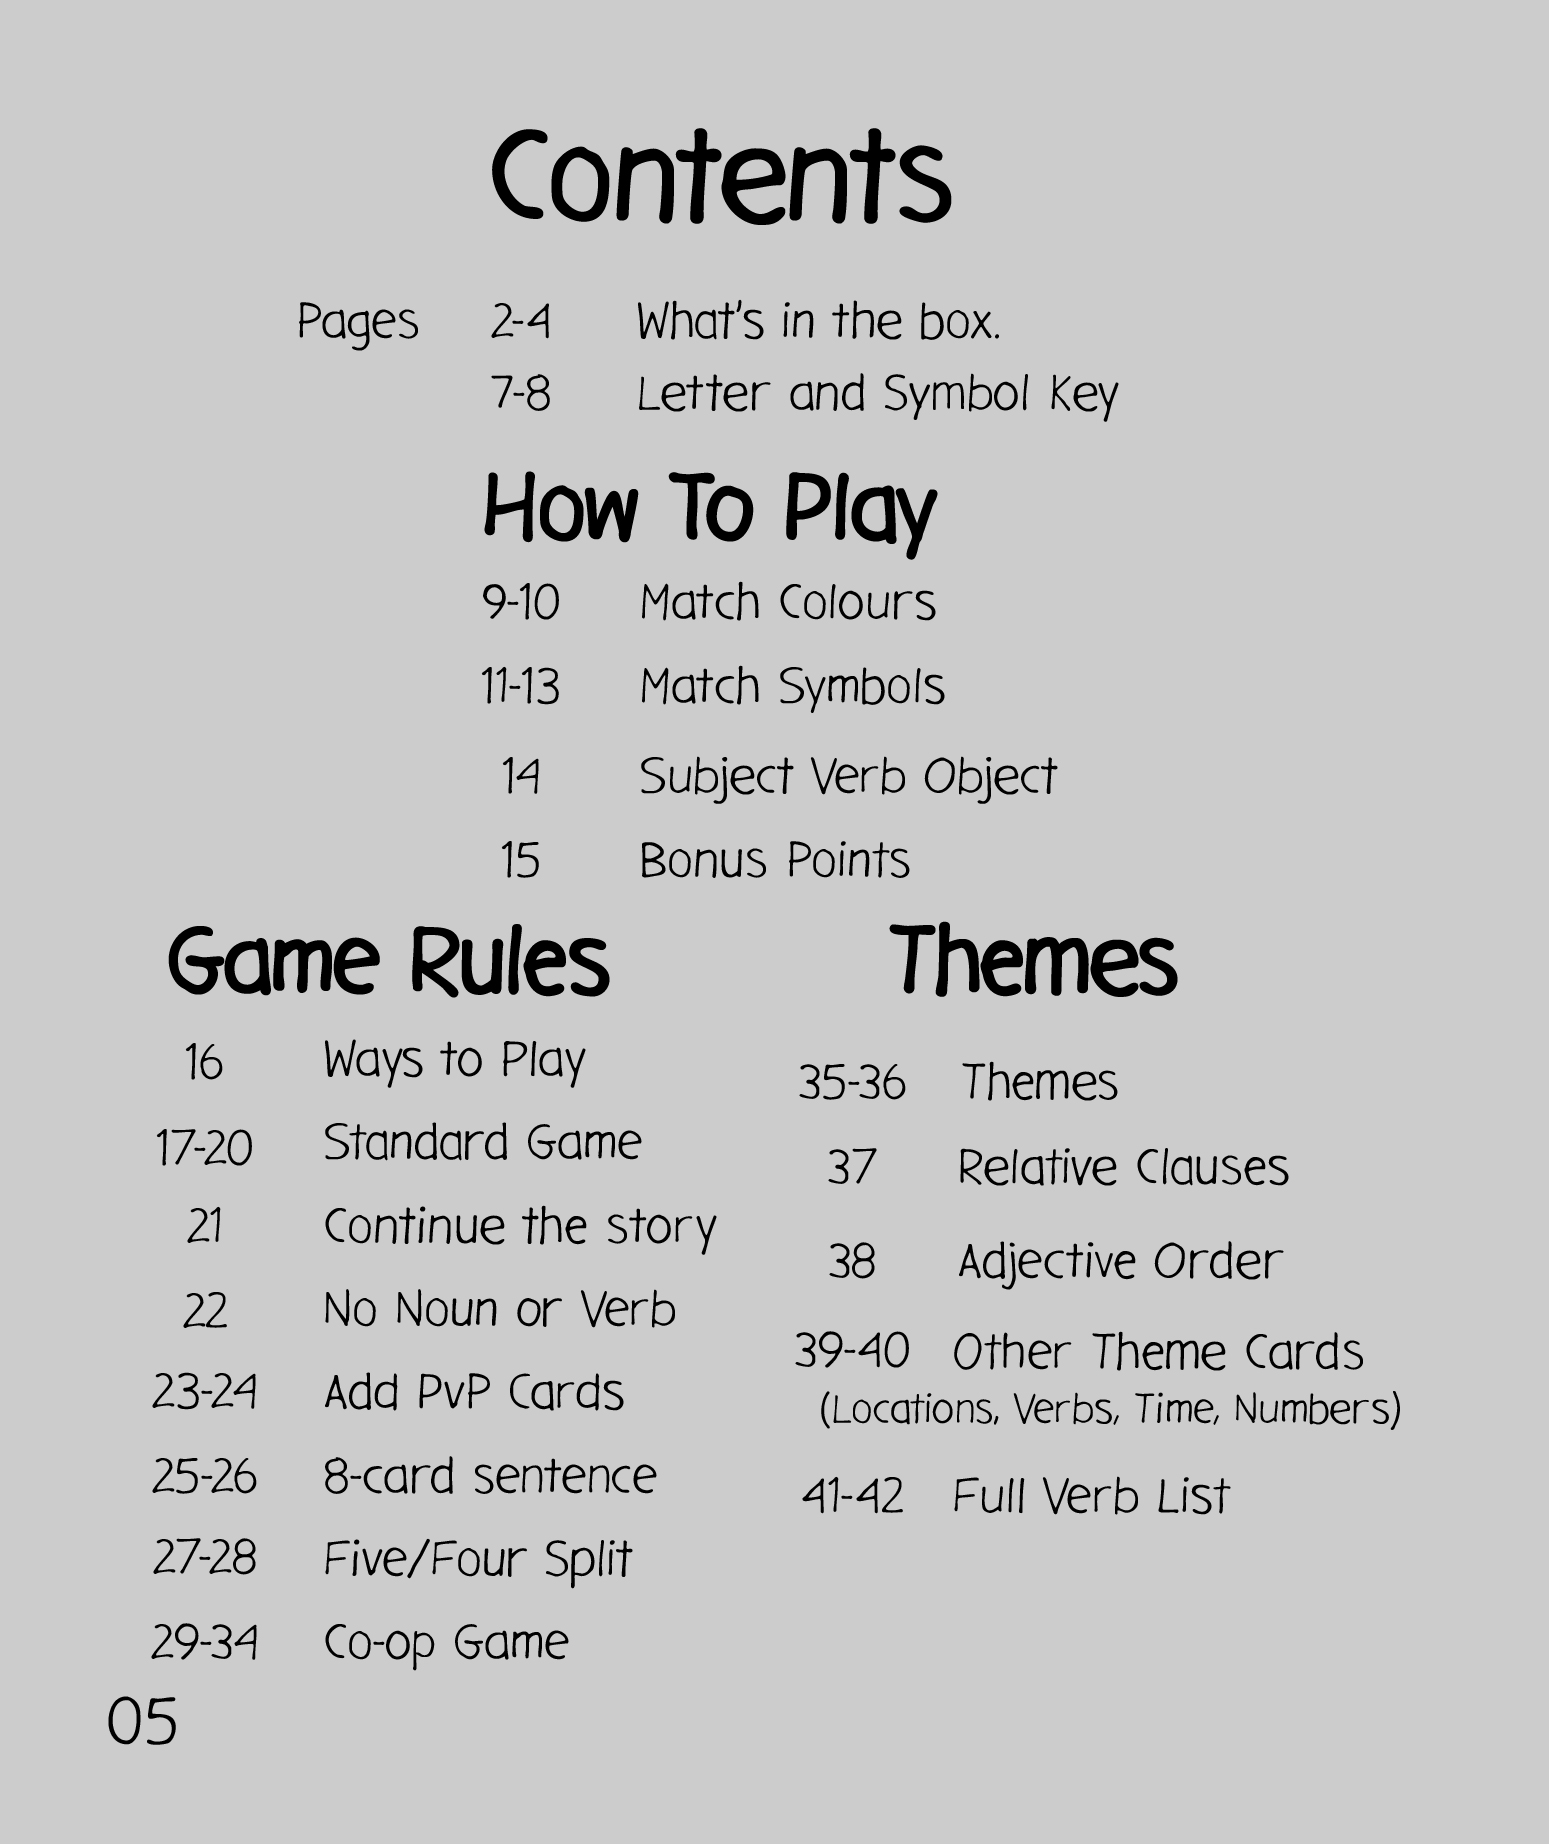 Contents
Pages 2-4 What's in the box.
7-8 Letter and Symbol Key
How To Play
9-10 Match Colours
11-13 Match Symbols
14 Subject Verb Object
15 Bonus Points
Game Rules
16 Ways to Play
17-20 Standard Game
21 Continue the story
22 No Noun or Verb
23-24 Add PvP Cards
25-26 8-card sentence
27-28 Five/Four Split
29-34 Co-op Game
Themes
35-36 Themes
37 Relative Clauses
38 Adjective Order
39-40 Other Theme Cards
(Locations, Verbs, Time, Numbers)
41-42 Full Verb List
05